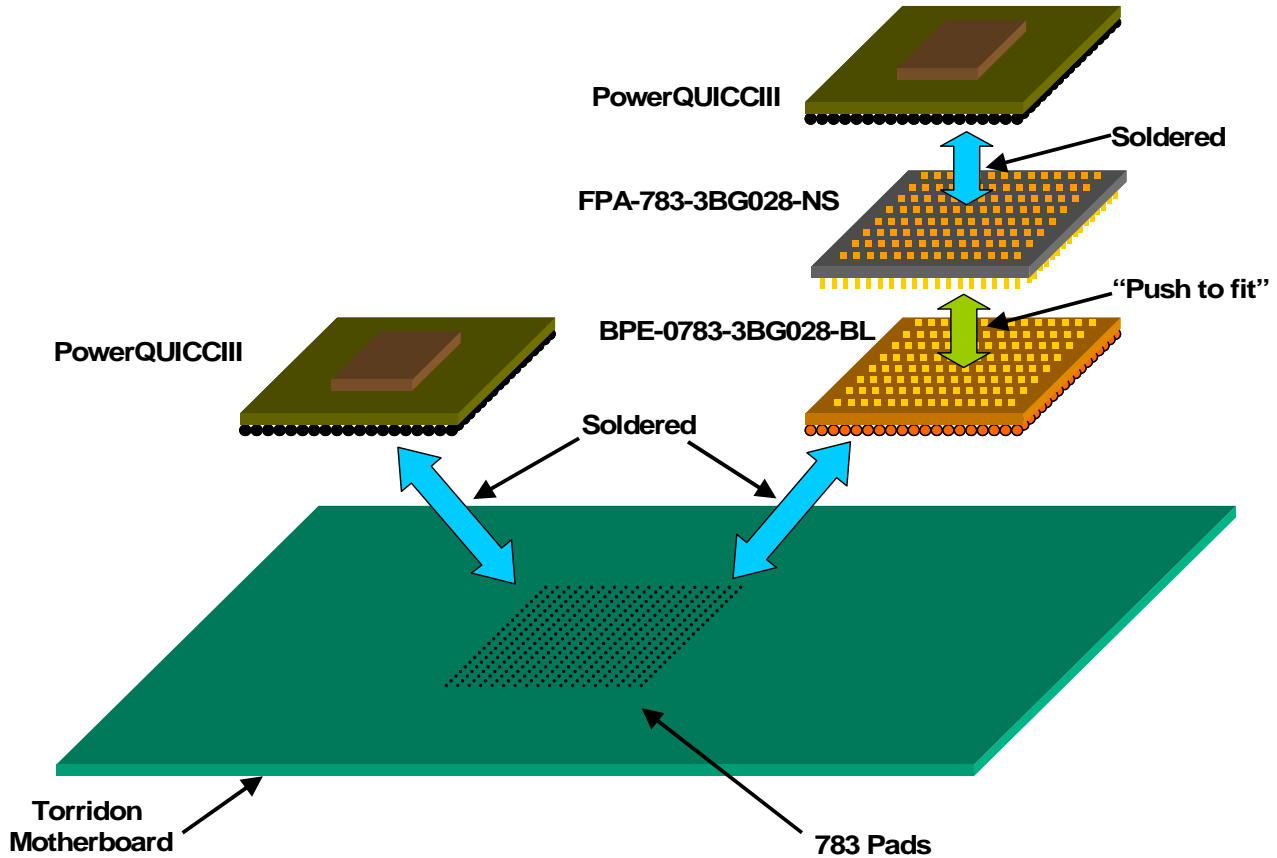 PowerQUICCIII
Soldered
FPA-783-3BG028-NS
“Push to fit”
BPE-0783-3BG028-BL
PowerQUICCIII
Soldered
Torridon
Motherboard
783 Pads